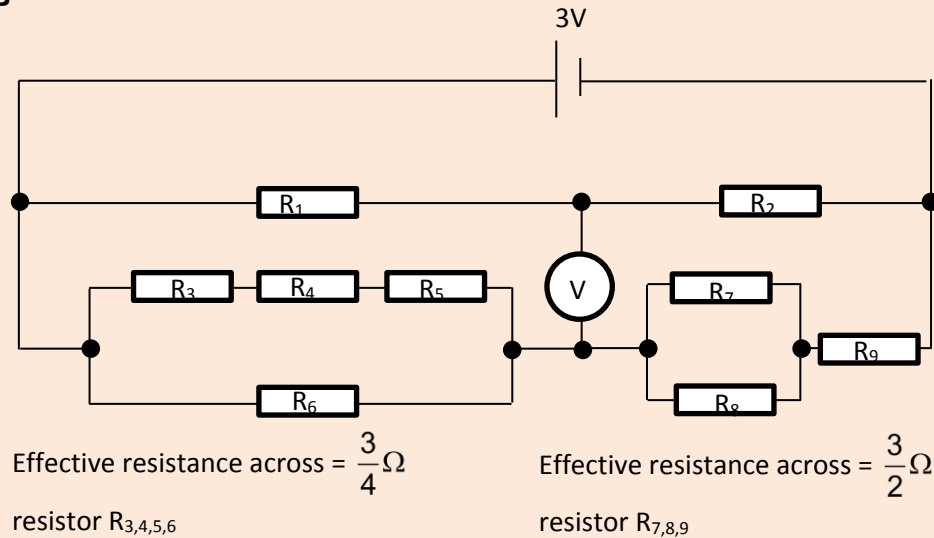 3V
R₁
R₂
R₃
R₄
R₅
V
R₇
R₉
R₆
R₈
Effective resistance across = 3/4 Ω
resistor R₃,₄,₅,₆
Effective resistance across = 3/2 Ω
resistor R₇,₈,₉